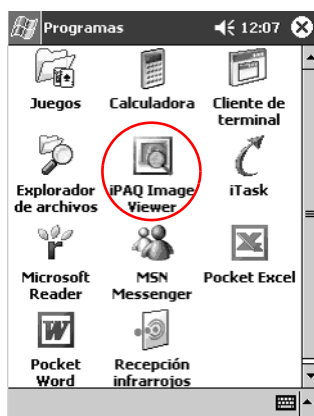 Programas 12:07
Juegos Calculadora Cliente de
terminal
Explorador iPAQ Image iTask
de archivos Viewer
Microsoft MSN Pocket Excel
Reader Messenger
Pocket Recepción
Word infrarrojos